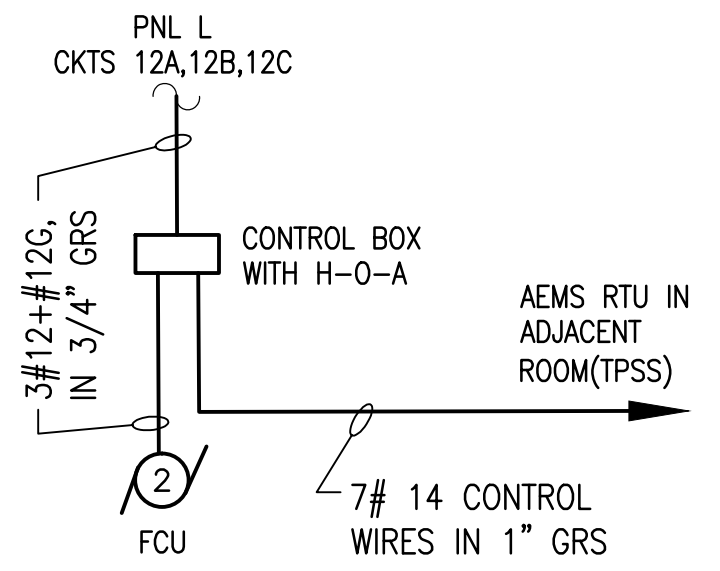 PNL L
CKTS 12A,12B,12C
3#12+#12G,
IN 3/4" GRS
CONTROL BOX
WITH H-O-A
AEMS RTU IN
ADJACENT
ROOM(TPSS)
2
FCU
7# 14 CONTROL
WIRES IN 1" GRS